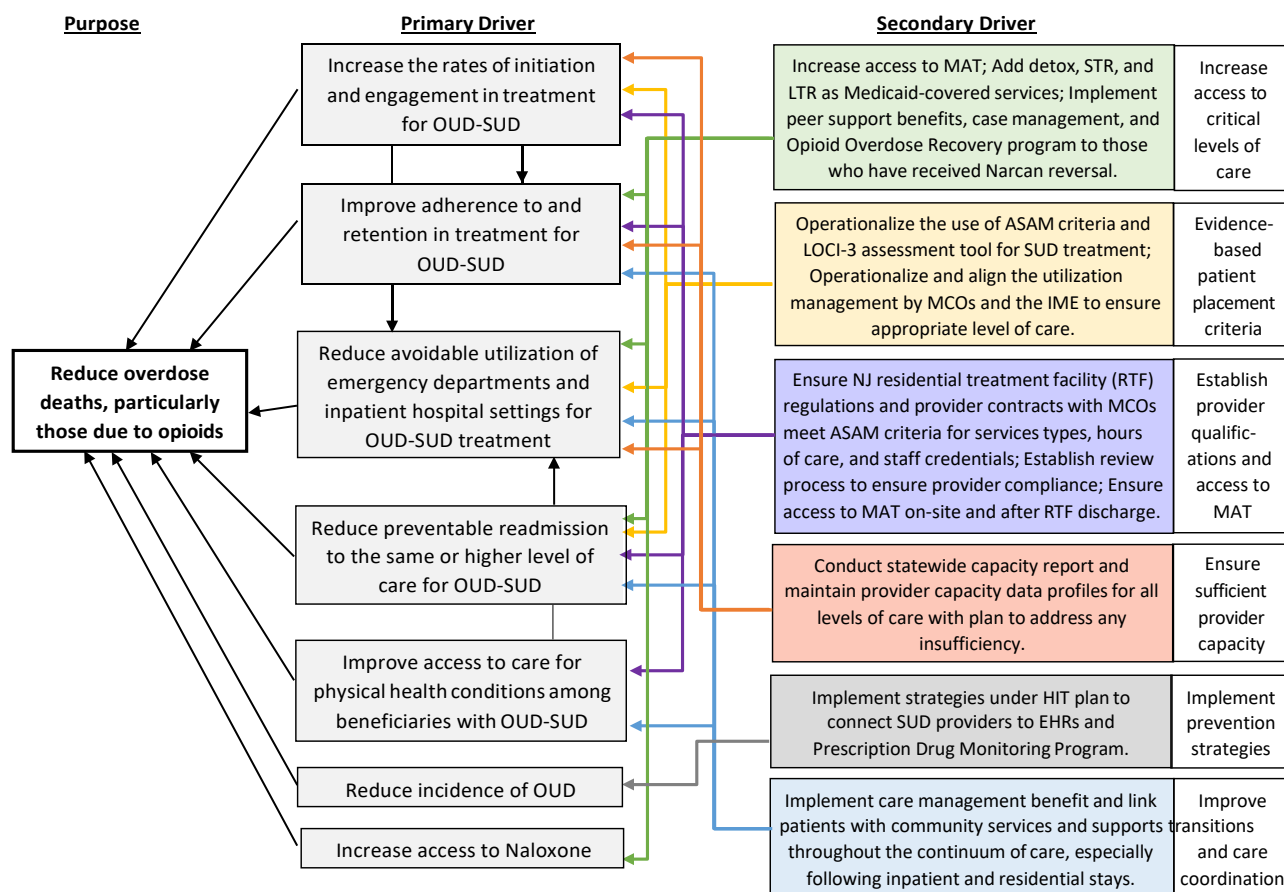 Purpose
Primary Driver
Secondary Driver
Increase the rates of initiation
and engagement in treatment
for OUD-SUD
Improve adherence to and
retention in treatment for
OUD-SUD
Reduce avoidable utilization of
emergency departments and
inpatient hospital settings for
OUD-SUD treatment
Reduce overdose
deaths, particularly
those due to opioids
Reduce preventable readmission
to the same or higher level of
care for OUD-SUD
Improve access to care for
physical health conditions among
beneficiaries with OUD-SUD
Reduce incidence of OUD
Increase access to Naloxone
Increase access to MAT; Add detox, STR, and
LTR as Medicaid-covered services; Implement
peer support benefits, case management, and
Opioid Overdose Recovery program to those
who have received Narcan reversal.
Increase
access to
critical
levels of
care
Operationalize the use of ASAM criteria and
LOCI-3 assessment tool for SUD treatment;
Operationalize and align the utilization
management by MCOs and the IME to ensure
appropriate level of care.
Evidence-
based
patient
placement
criteria
Ensure NJ residential treatment facility (RTF)
regulations and provider contracts with MCOs
meet ASAM criteria for services types, hours
of care, and staff credentials; Establish review
process to ensure provider compliance; Ensure
access to MAT on-site and after RTF discharge.
Establish
provider
qualific-
ations and
access to
MAT
Conduct statewide capacity report and
maintain provider capacity data profiles for all
levels of care with plan to address any
insufficiency.
Ensure
sufficient
provider
capacity
Implement strategies under HIT plan to
connect SUD providers to EHRs and
Prescription Drug Monitoring Program.
Implement
prevention
strategies
Implement care management benefit and link
patients with community services and supports
throughout the continuum of care, especially
following inpatient and residential stays.
Improve
transitions
and care
coordination